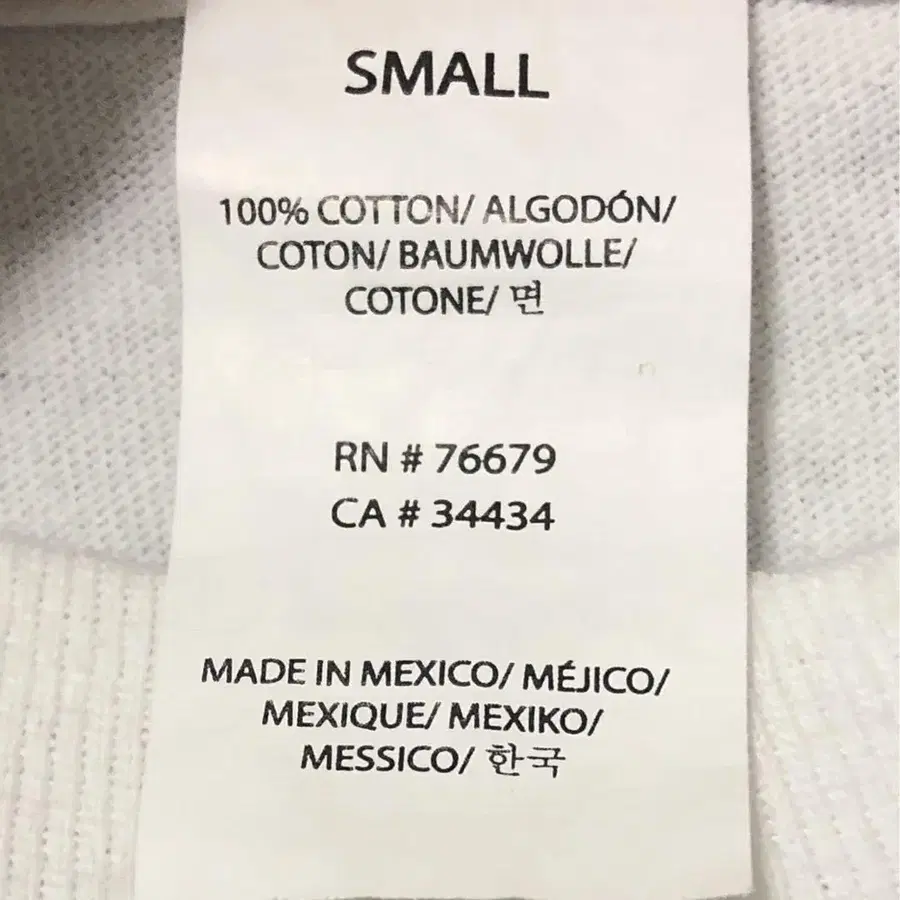 SMALL
100% COTTON/ ALGODÓN/
COTON/ BAUMWOLLE/
COTONE/ 면
RN # 76679
CA # 34434
MADE IN MEXICO/ MÉJICO/
MEXIQUE/ MEXIKO/
MESSICO/ 한국